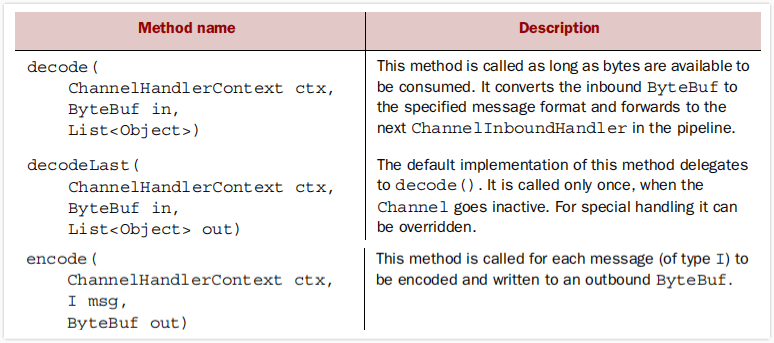 Method name Description
decode(
ChannelHandlerContext ctx,
ByteBuf in,
List<Object>)
This method is called as long as bytes are available to
be consumed. It converts the inbound ByteBuf to
the specified message format and forwards to the
next ChannelInboundHandler in the pipeline.
decodeLast(
ChannelHandlerContext ctx,
ByteBuf in,
List<Object> out)
The default implementation of this method delegates
to decode(). It is called only once, when the
Channel goes inactive. For special handling it can
be overridden.
encode(
ChannelHandlerContext ctx,
I msg,
ByteBuf out)
This method is called for each message (of type I) to
be encoded and written to an outbound ByteBuf.